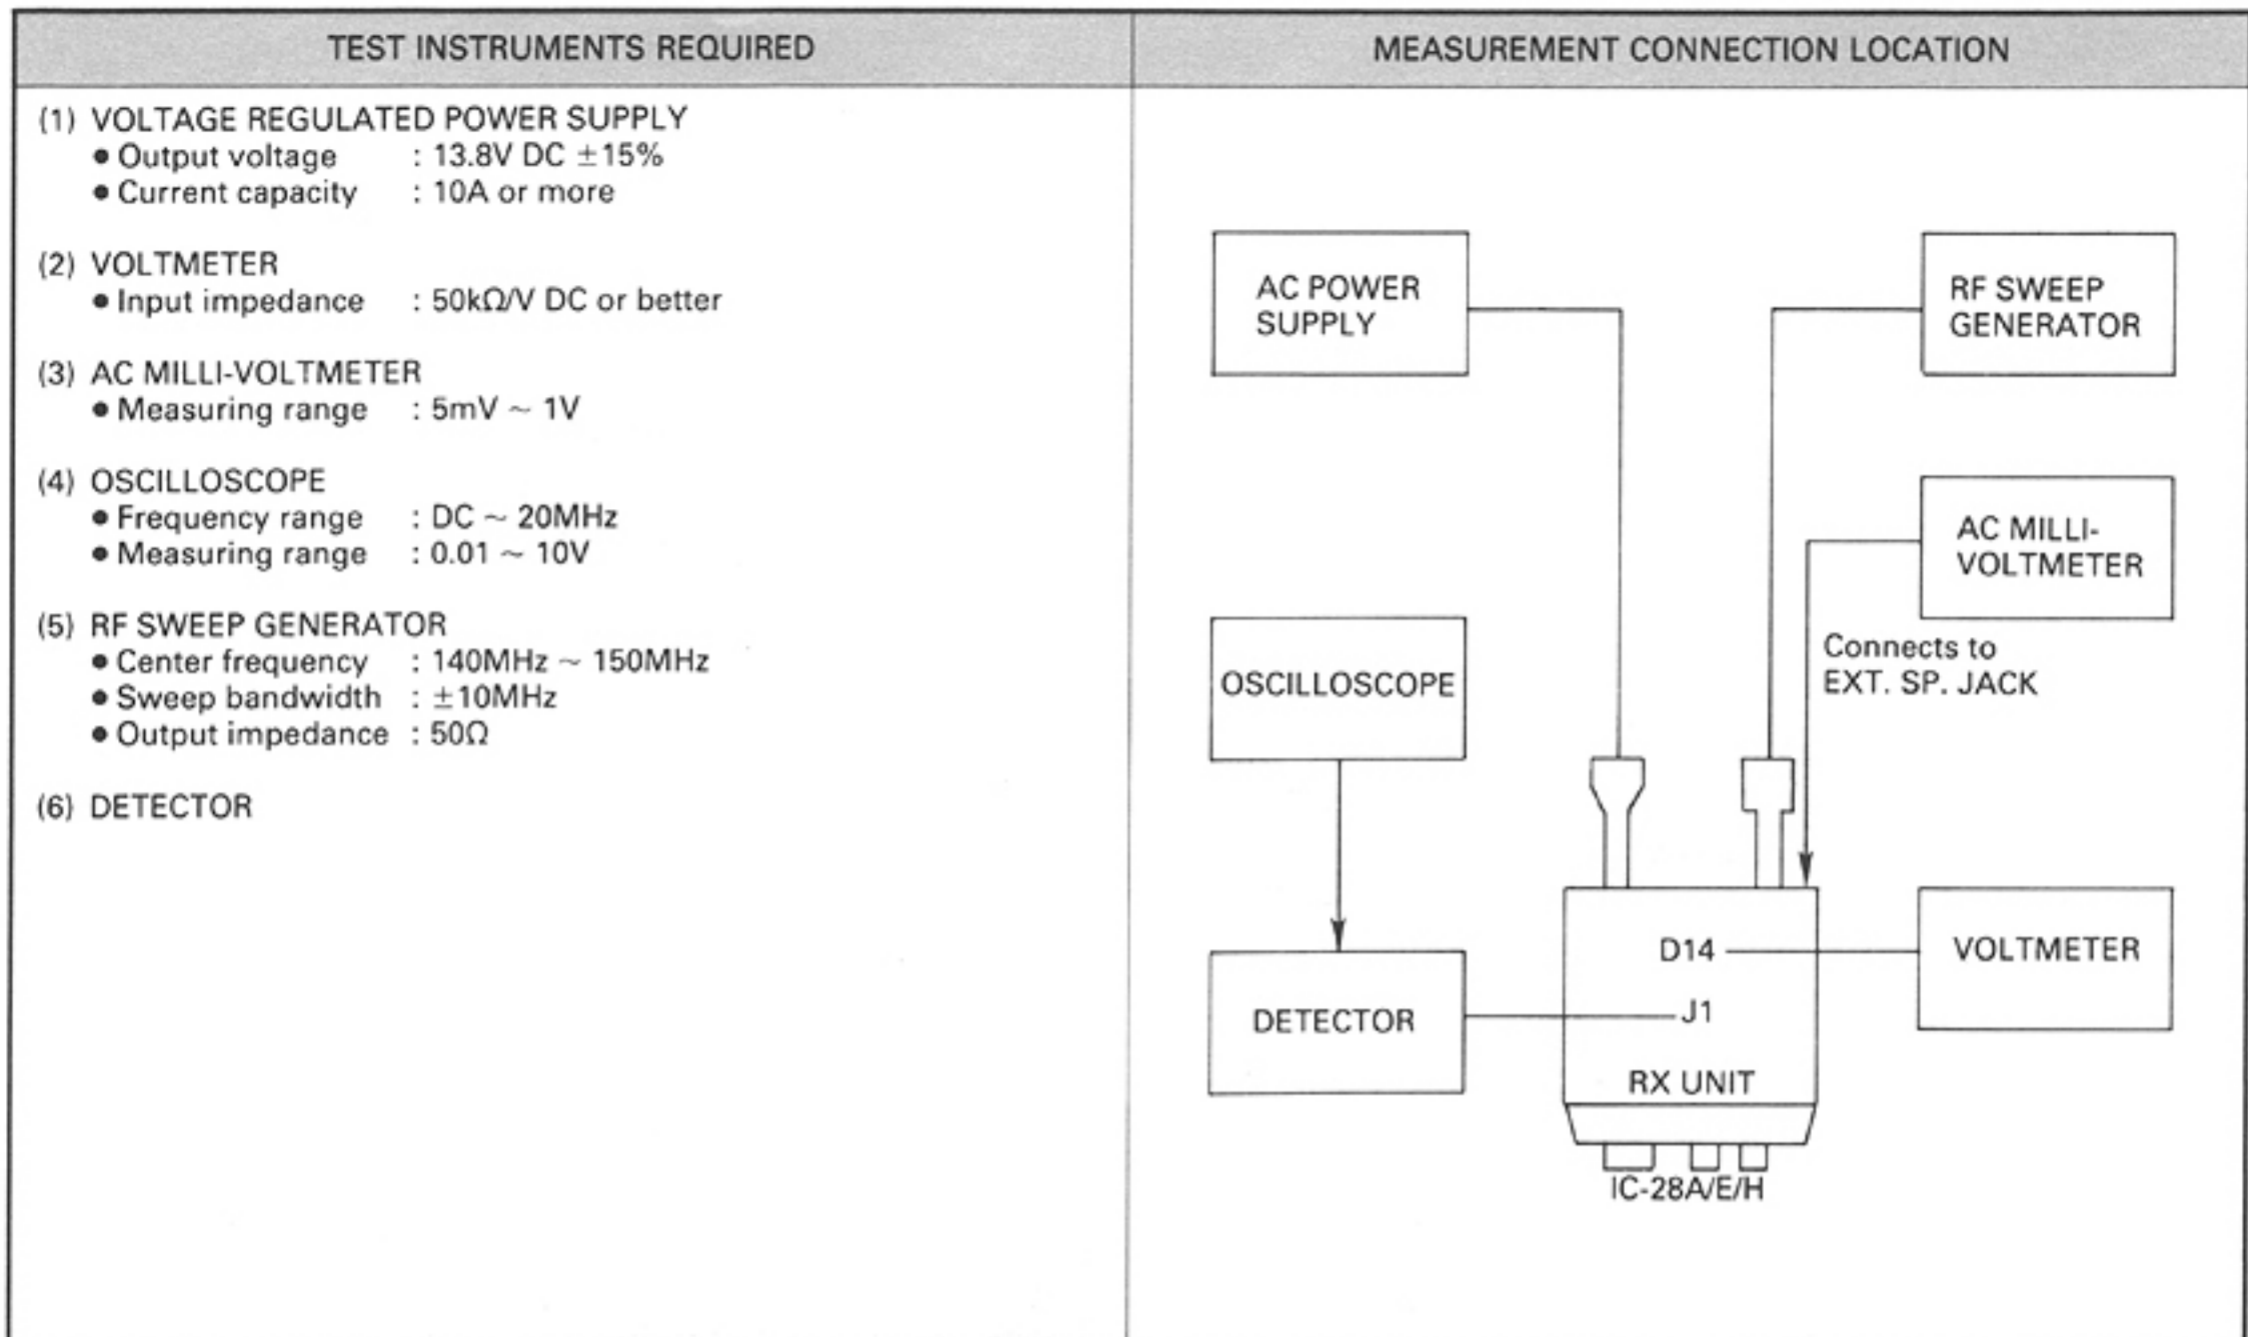 TEST INSTRUMENTS REQUIRED
(1) VOLTAGE REGULATED POWER SUPPLY
● Output voltage : 13.8V DC ±15%
● Current capacity : 10A or more
(2) VOLTMETER
● Input impedance : 50kΩ/V DC or better
(3) AC MILLI-VOLTMETER
● Measuring range : 5mV ~ 1V
(4) OSCILLOSCOPE
● Frequency range : DC ~ 20MHz
● Measuring range : 0.01 ~ 10V
(5) RF SWEEP GENERATOR
● Center frequency : 140MHz ~ 150MHz
● Sweep bandwidth : ±10MHz
● Output impedance : 50Ω
(6) DETECTOR
MEASUREMENT CONNECTION LOCATION
AC POWER
SUPPLY
RF SWEEP
GENERATOR
AC MILLI-
VOLTMETER
Connects to
EXT. SP. JACK
OSCILLOSCOPE
D14
VOLTMETER
DETECTOR
J1
RX UNIT
IC-28A/E/H